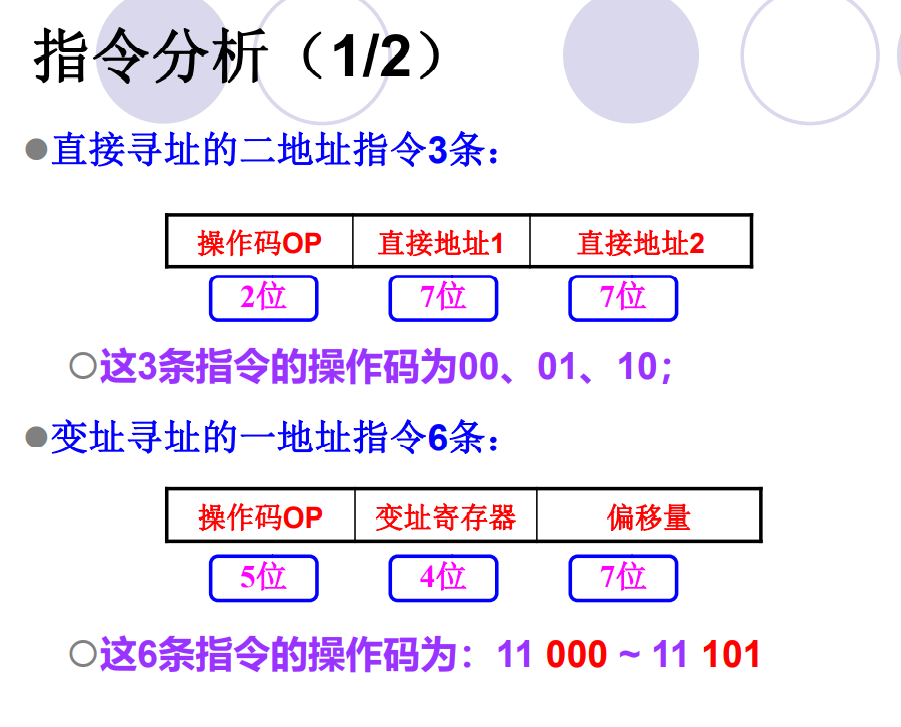 指令分析（1/2）
直接寻址的二地址指令3条：
操作码OP 直接地址1 直接地址2
2位 7位 7位
这3条指令的操作码为00、01、10；
变址寻址的一地址指令6条：
操作码OP 变址寄存器 偏移量
5位 4位 7位
这6条指令的操作码为：11 000 ~ 11 101